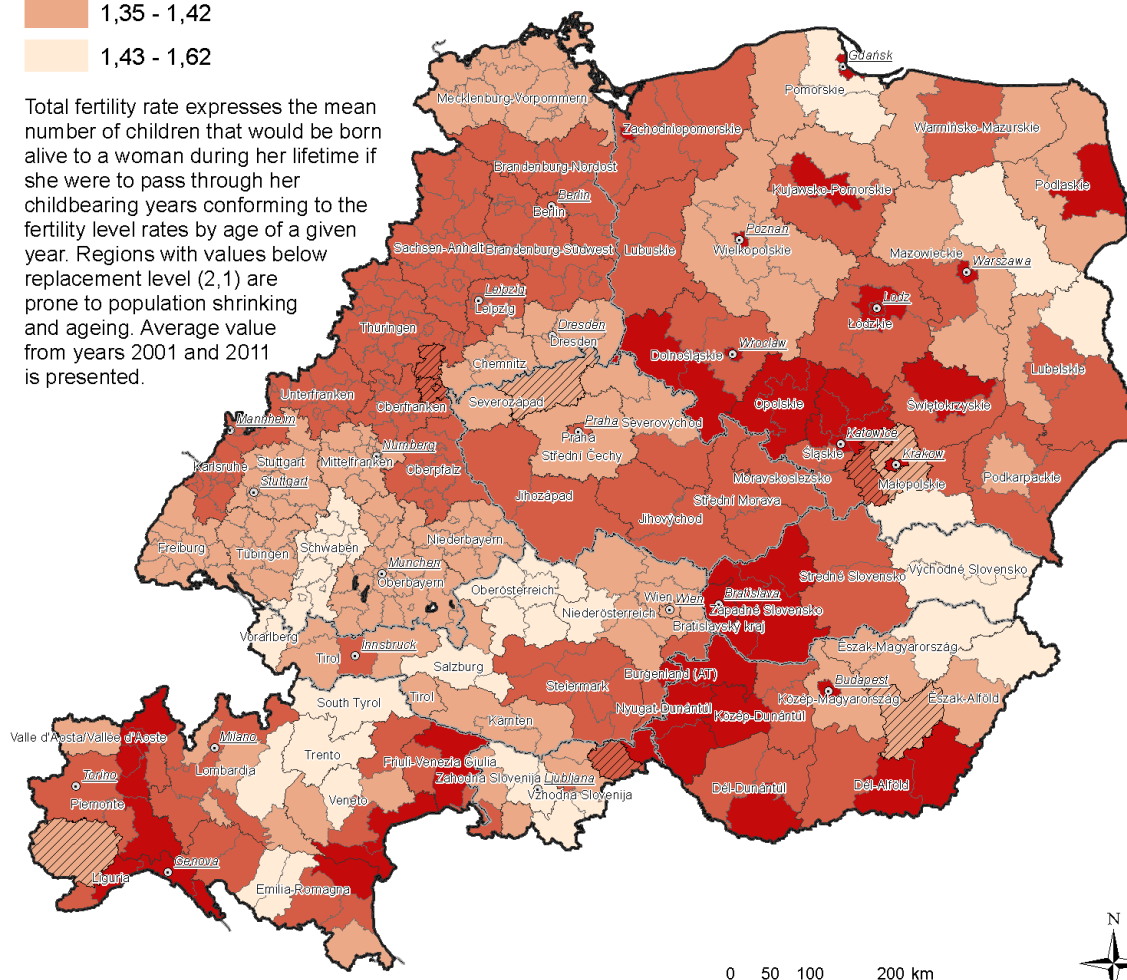 1,35 - 1,42
1,43 - 1,62
Total fertility rate expresses the mean
number of children that would be born
alive to a woman during her lifetime if
she were to pass through her
childbearing years conforming to the
fertility level rates by age of a given
year. Regions with values below
replacement level (2,1) are
prone to population shrinking
and ageing. Average value
from years 2001 and 2011
is presented.
Gdańsk
Pomorskie
Mecklenburg-Vorpommern
Zachodniopomorskie
Warmińsko-Mazurskie
Brandenburg-Nordost
Podlaskie
Kujawsko-Pomorskie
Berlin
Berlin
Poznań
Wielkopolskie
Sachsen-Anhalt
Brandenburg-Südwest
Lubuskie
Mazowieckie
Warszawa
Leipzig
Leipzig
Lodz
Łódzkie
Thuringen
Dresden
Dresden
Wroclaw
Dolnośląskie
Chemnitz
Lubelskie
Unterfranken
Severozápad
Opolskie
Świętokrzyskie
Oberfranken
Mannheim
Praha
Praha
Severovýchod
Katowice
Śląskie
Krakow
Nürnberg
Karlsruhe
Stuttgart
Mittelfranken
Oberpfalz
Střední Čechy
Moravskoslezsko
Małopolskie
Podkarpackie
Stuttgart
Jihozápad
Střední Morava
Jihovýchod
Freiburg
Tübingen
Schwaben
Niederbayern
Munchen
Oberbayern
Východné Slovensko
Stredné Slovensko
Oberösterreich
Niederösterreich
Wien
Wien
Bratislava
Západné Slovensko
Bratislavský kraj
Vorarlberg
Innsbruck
Tirol
Salzburg
Észak-Magyarország
Burgenland (AT)
Steiermark
Budapest
Közép-Magyarország
Észak-Alföld
South Tyrol
Tirol
Kärnten
Nyugat-Dunántúl
Közép-Dunántúl
Valle d'Aosta/Vallée d'Aoste
Milano
Lombardia
Trento
Friuli-Venezia Giulia
Zahodna Slovenija
Ljubljana
Vzhodna Slovenija
Torino
Piemonte
Veneto
Dél-Dunántúl
Dél-Alföld
Genova
Liguria
Emilia-Romagna
N
0 50 100 200 km